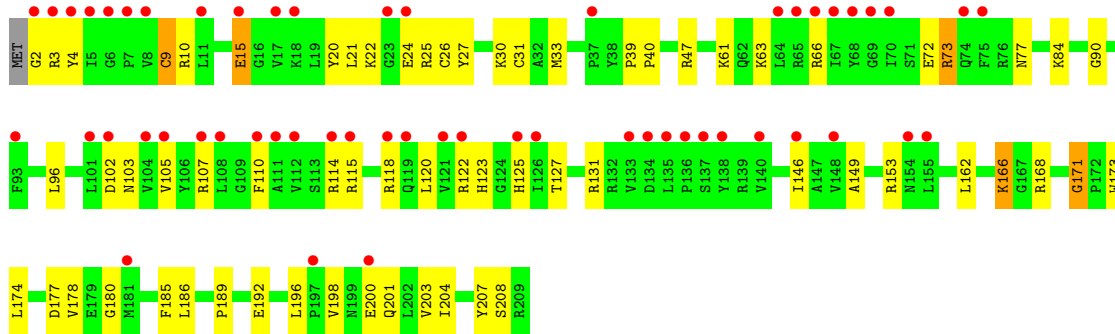 MET G2 R3 Y4 I5 G6 P7 V8 C9 R10 L11 E15 G16 V17 K18 L19 Y20 L21 K22 G23 E24 R25 C26 Y27 K30 C31 A32 M33 P37 Y38 P39 P40 R47 K61 Q62 K63 L64 R65 R66 I67 Y68 G69 I70 S71 E72 R73 Q74 F75 R76 N77 K84 G90
F93 L96 L101 D102 N103 V104 V105 Y106 R107 L108 G109 F110 A111 V112 S113 R114 R115 R118 Q119 L120 V121 R122 H123 G124 H125 I126 T127 R131 R132 V133 D134 L135 P136 S137 Y138 R139 V140 I146 A147 V148 A149 R153 N154 L155 L162 K166 G167 R168 G171 P172 W173
L174 D177 V178 E179 G180 M181 F185 L186 P189 E192 L196 P197 V198 N199 E200 Q201 L202 V203 I204 Y207 S208 R209